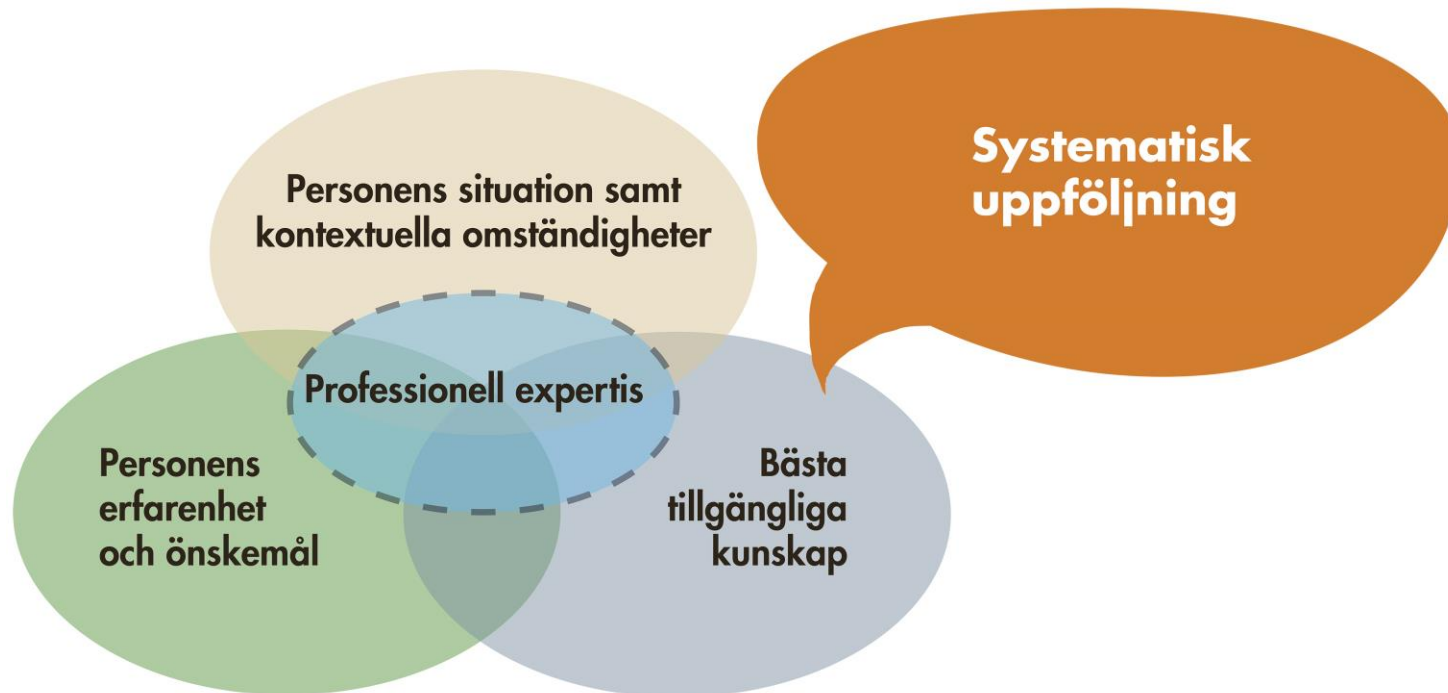 Systematisk
uppföljning
Personens situation samt
kontextuella omständigheter
Professionell expertis
Personens
erfarenhet
och önskemål
Bästa
tillgängliga
kunskap